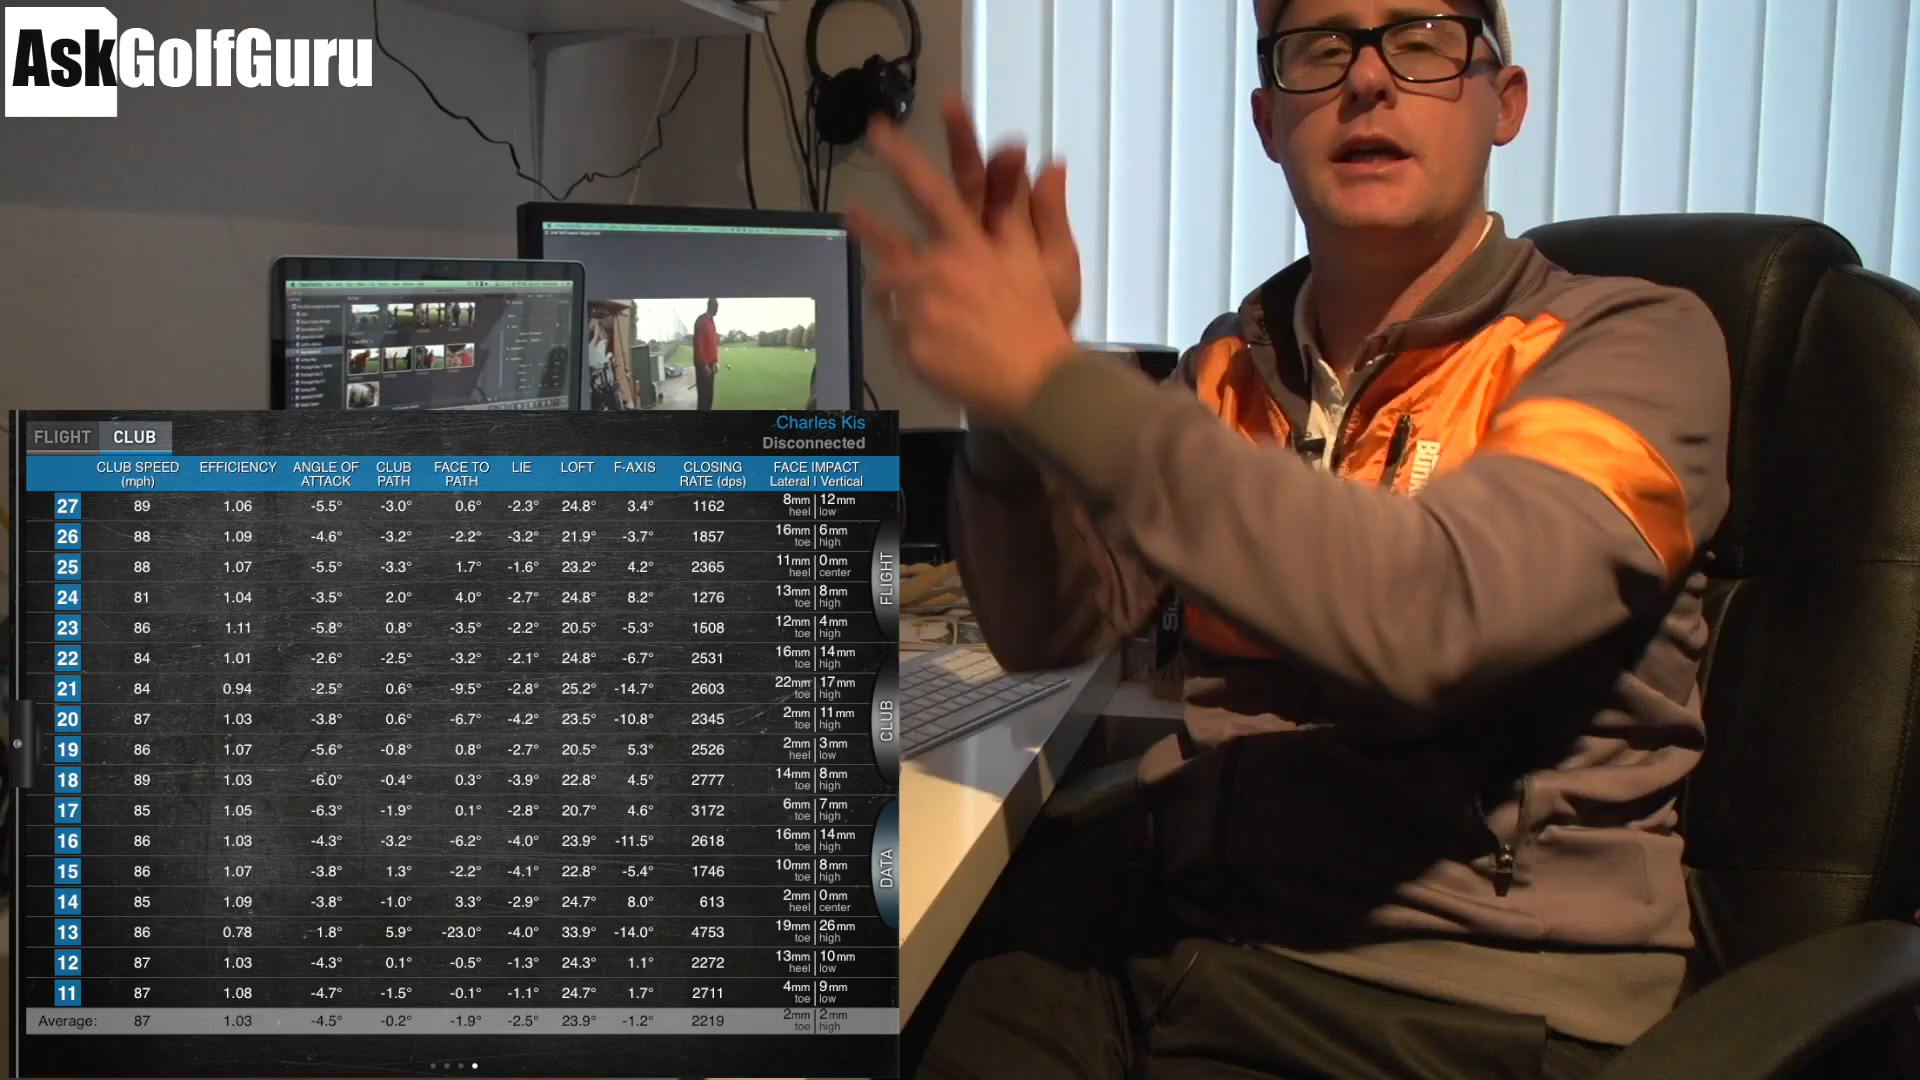 AskGolfGuru
Charles Kis
Disconnected
FLIGHT CLUB
CLUB SPEED (mph) EFFICIENCY ANGLE OF ATTACK CLUB PATH FACE TO PATH LIE LOFT F-AXIS CLOSING RATE (dps) FACE IMPACT Lateral | Vertical
27 89 1.06 -5.5° -3.0° 0.6° -2.3° 24.8° 3.4° 1162 8mm heel | 12mm low
26 88 1.09 -4.6° -3.2° -2.2° -3.2° 21.9° -3.7° 1857 16mm toe | 6mm high
25 88 1.07 -5.5° -3.3° 1.7° -1.6° 23.2° 4.2° 2365 11mm heel | 0mm center
24 81 1.04 -3.5° 2.0° 4.0° -2.7° 24.8° 8.2° 1276 13mm toe | 8mm high
23 86 1.11 -5.8° 0.8° -3.5° -2.2° 20.5° -5.3° 1508 12mm toe | 4mm high
22 84 1.01 -2.6° -2.5° -3.2° -2.1° 24.8° -6.7° 2531 16mm toe | 14mm high
21 84 0.94 -2.5° 0.6° -9.5° -2.8° 25.2° -14.7° 2603 22mm toe | 17mm high
20 87 1.03 -3.8° 0.6° -6.7° -4.2° 23.5° -10.8° 2345 2mm toe | 11mm high
19 86 1.07 -5.6° -0.8° 0.8° -2.7° 20.5° 5.3° 2526 2mm heel | 3mm low
18 89 1.03 -6.0° -0.4° 0.3° -3.9° 22.8° 4.5° 2777 14mm toe | 8mm high
17 85 1.05 -6.3° -1.9° 0.1° -2.8° 20.7° 4.6° 3172 6mm toe | 7mm high
16 86 1.03 -4.3° -3.2° -6.2° -4.0° 23.9° -11.5° 2618 16mm toe | 14mm high
15 86 1.07 -3.8° 1.3° -2.2° -4.1° 22.8° -5.4° 1746 10mm toe | 8mm high
14 85 1.09 -3.8° -1.0° 3.3° -2.9° 24.7° 8.0° 613 2mm heel | 0mm center
13 86 0.78 1.8° 5.9° -23.0° -4.0° 33.9° -14.0° 4753 19mm toe | 26mm high
12 87 1.03 -4.3° 0.1° -0.5° -1.3° 24.3° 1.1° 2272 13mm heel | 10mm low
11 87 1.08 -4.7° -1.5° -0.1° -1.1° 24.7° 1.7° 2711 4mm toe | 9mm low
Average: 87 1.03 -4.5° -0.2° -1.9° -2.5° 23.9° -1.2° 2219 2mm toe | 2mm high
FLIGHT
CLUB
DATA